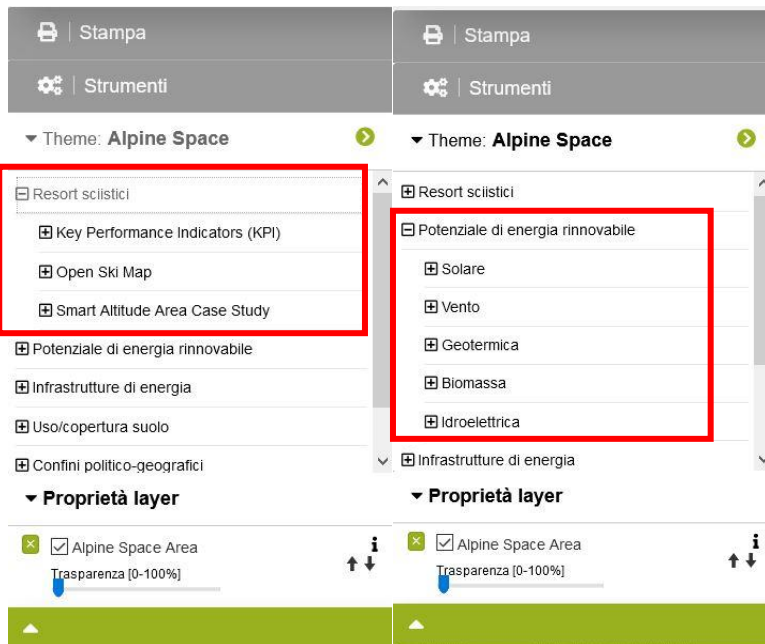 Stampa
Strumenti
Theme: Alpine Space
Resort sciistici
Key Performance Indicators (KPI)
Open Ski Map
Smart Altitude Area Case Study
Potenziale di energia rinnovabile
Infrastrutture di energia
Uso/copertura suolo
Confini politico-geografici
Proprietà layer
Alpine Space Area
Trasparenza [0-100%]
Stampa
Strumenti
Theme: Alpine Space
Resort sciistici
Potenziale di energia rinnovabile
Solare
Vento
Geotermica
Biomassa
Idroelettrica
Infrastrutture di energia
Proprietà layer
Alpine Space Area
Trasparenza [0-100%]